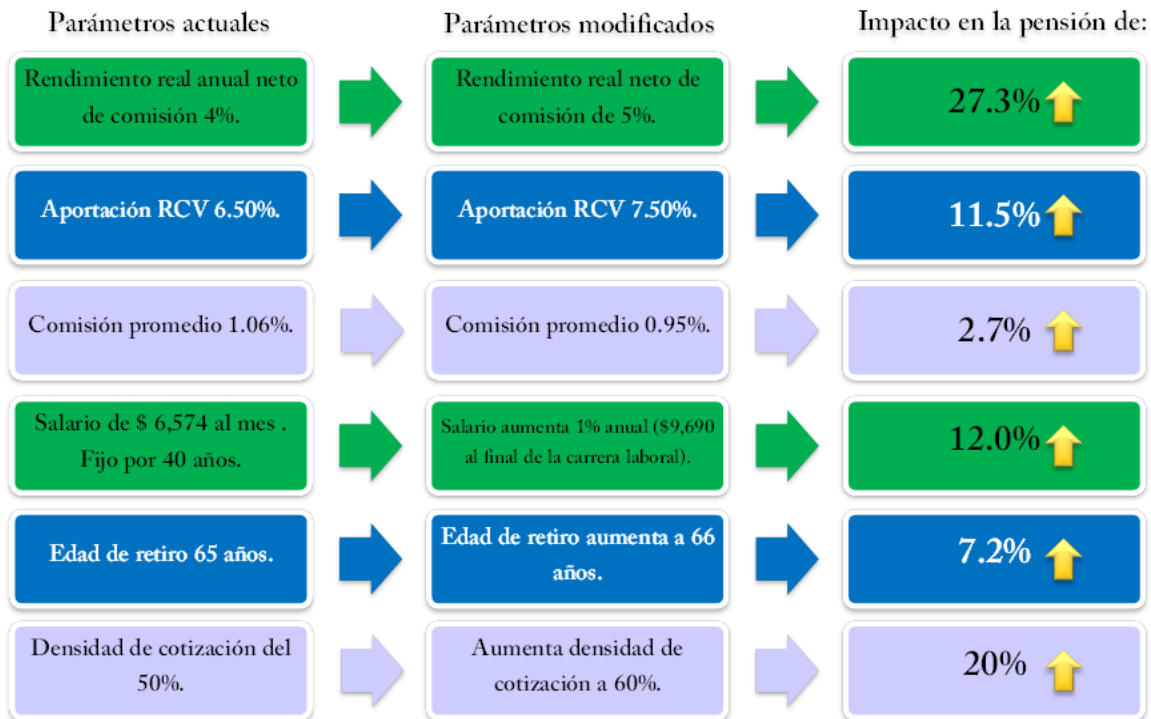 Parámetros actuales
Parámetros modificados
Impacto en la pensión de:
Rendimiento real anual neto
de comisión 4%.
Rendimiento real neto de
comisión de 5%.
27.3%
Aportación RCV 6.50%.
Aportación RCV 7.50%.
11.5%
Comisión promedio 1.06%.
Comisión promedio 0.95%.
2.7%
Salario de $ 6,574 al mes .
Fijo por 40 años.
Salario aumenta 1% anual ($9,690
al final de la carrera laboral).
12.0%
Edad de retiro 65 años.
Edad de retiro aumenta a 66
años.
7.2%
Densidad de cotización del
50%.
Aumenta densidad de
cotización a 60%.
20%